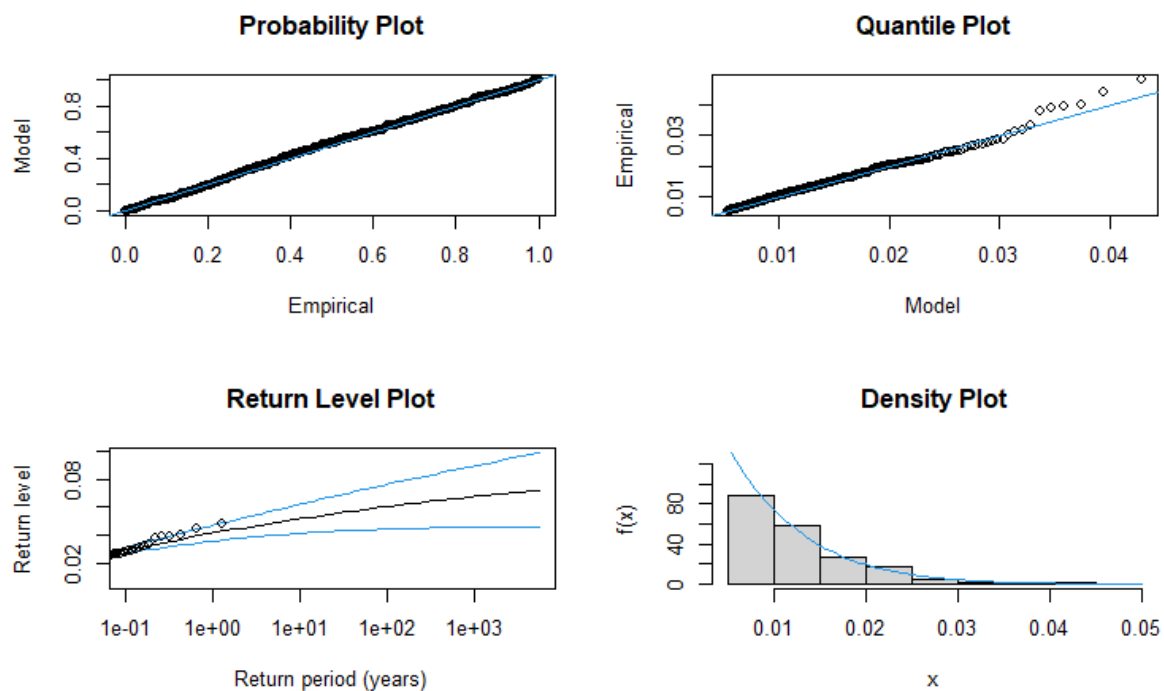 Probability Plot
Model
0.0 0.4 0.8
0.0 0.2 0.4 0.6 0.8 1.0
Empirical
Quantile Plot
Empirical
0.01 0.03
0.01 0.02 0.03 0.04
Model
Return Level Plot
Return level
0.02 0.08
1e-01 1e+00 1e+01 1e+02 1e+03
Return period (years)
Density Plot
f(x)
0 40 80
0.01 0.02 0.03 0.04 0.05
x